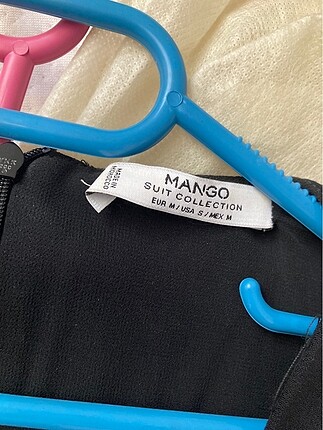 MADE IN
MOROCCO
MANGO
SUIT COLLECTION
EUR M / USA S / MEX M